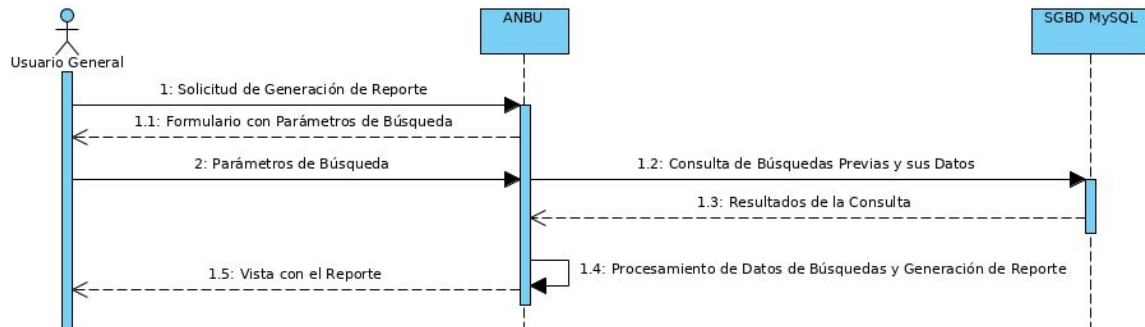 ANBU
SGBD MySQL
Usuario General
1: Solicitud de Generación de Reporte
1.1: Formulario con Parámetros de Búsqueda
2: Parámetros de Búsqueda
1.2: Consulta de Búsquedas Previas y sus Datos
1.3: Resultados de la Consulta
1.4: Procesamiento de Datos de Búsquedas y Generación de Reporte
1.5: Vista con el Reporte